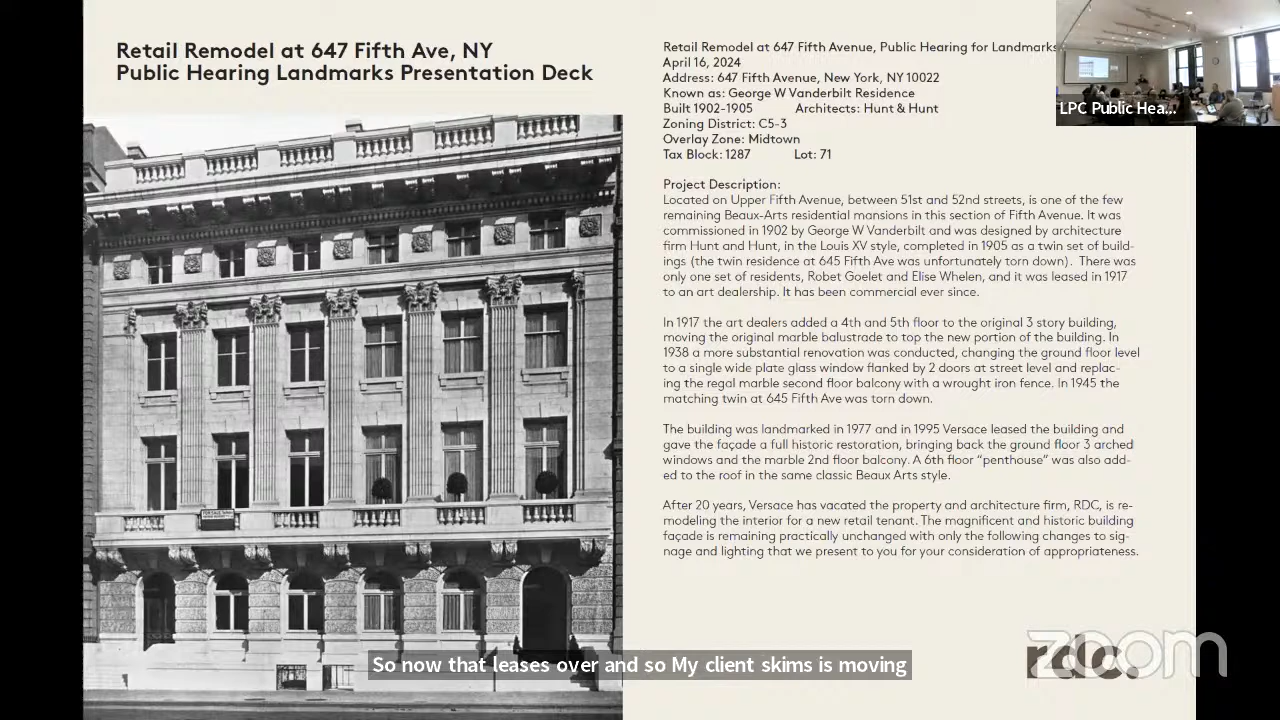 Retail Remodel at 647 Fifth Ave, NY
Public Hearing Landmarks Presentation Deck
Retail Remodel at 647 Fifth Avenue, Public Hearing for Landmarks
April 16, 2024
Address: 647 Fifth Avenue, New York, NY 10022
Known as: George W Vanderbilt Residence
Built 1902-1905 Architects: Hunt & Hunt
Zoning District: C5-3
Overlay Zone: Midtown
Tax Block: 1287 Lot: 71
Project Description:
Located on Upper Fifth Avenue, between 51st and 52nd streets, is one of the few
remaining Beaux-Arts residential mansions in this section of Fifth Avenue. It was
commissioned in 1902 by George W Vanderbilt and was designed by architecture
firm Hunt and Hunt, in the Louis XV style, completed in 1905 as a twin set of build-
ings (the twin residence at 645 Fifth Ave was unfortunately torn down). There was
only one set of residents, Robet Goelet and Elise Whelen, and it was leased in 1917
to an art dealership. It has been commercial ever since.
In 1917 the art dealers added a 4th and 5th floor to the original 3 story building,
moving the original marble balustrade to top the new portion of the building. In
1938 a more substantial renovation was conducted, changing the ground floor level
to a single wide plate glass window flanked by 2 doors at street level and replac-
ing the regal marble second floor balcony with a wrought iron fence. In 1945 the
matching twin at 645 Fifth Ave was torn down.
The building was landmarked in 1977 and in 1995 Versace leased the building and
gave the façade a full historic restoration, bringing back the ground floor 3 arched
windows and the marble 2nd floor balcony. A 6th floor “penthouse” was also add-
ed to the roof in the same classic Beaux Arts style.
After 20 years, Versace has vacated the property and architecture firm, RDC, is re-
modeling the interior for a new retail tenant. The magnificent and historic building
façade is remaining practically unchanged with only the following changes to sig-
nage and lighting that we present to you for your consideration of appropriateness.
LPC Public Hea...
FOR SALE
So now that leases over and so My client skims is moving
rdc.
zoom